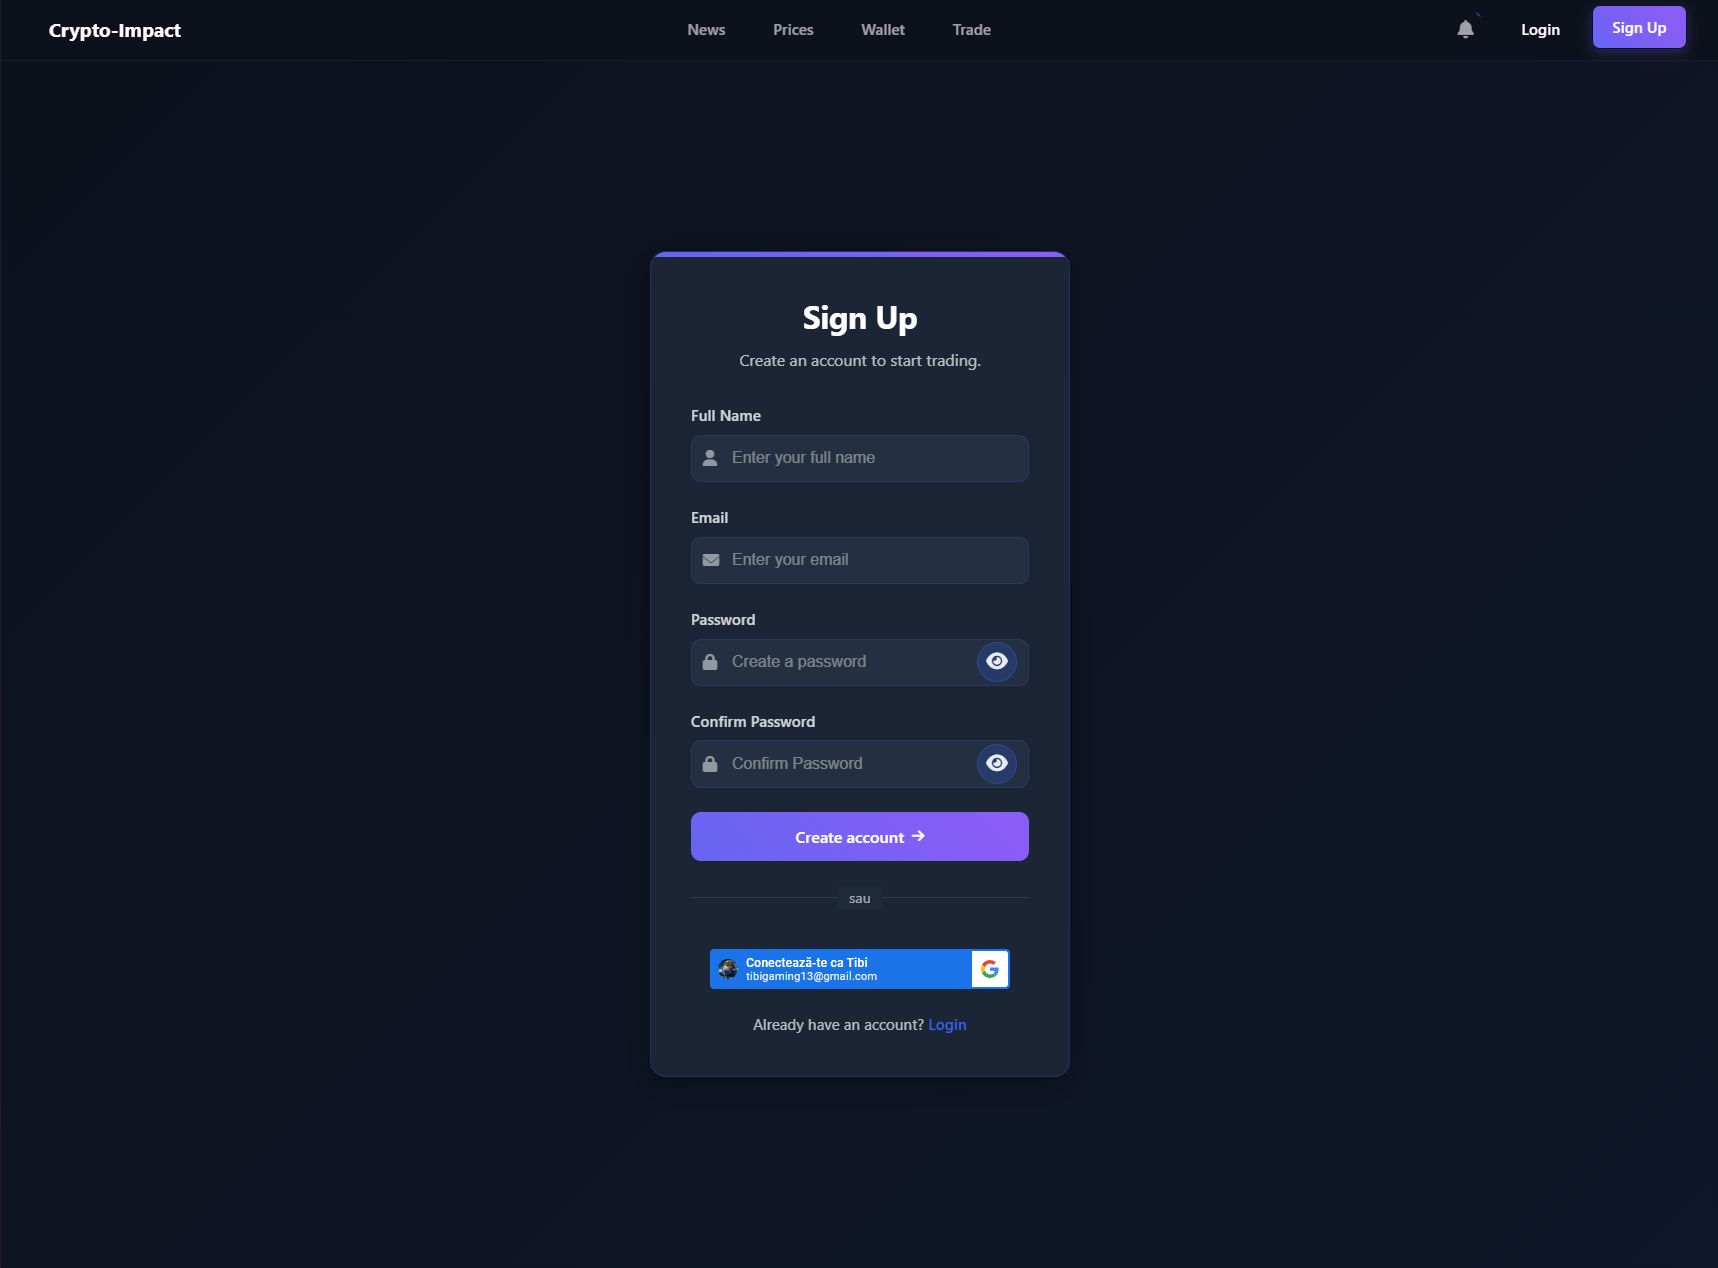 Crypto-Impact
News
Prices
Wallet
Trade
Login
Sign Up
Sign Up
Create an account to start trading.
Full Name
Enter your full name
Email
Enter your email
Password
Create a password
Confirm Password
Confirm Password
Create account →
sau
Conectează-te ca Tibi
tibigaming13@gmail.com
Already have an account? Login